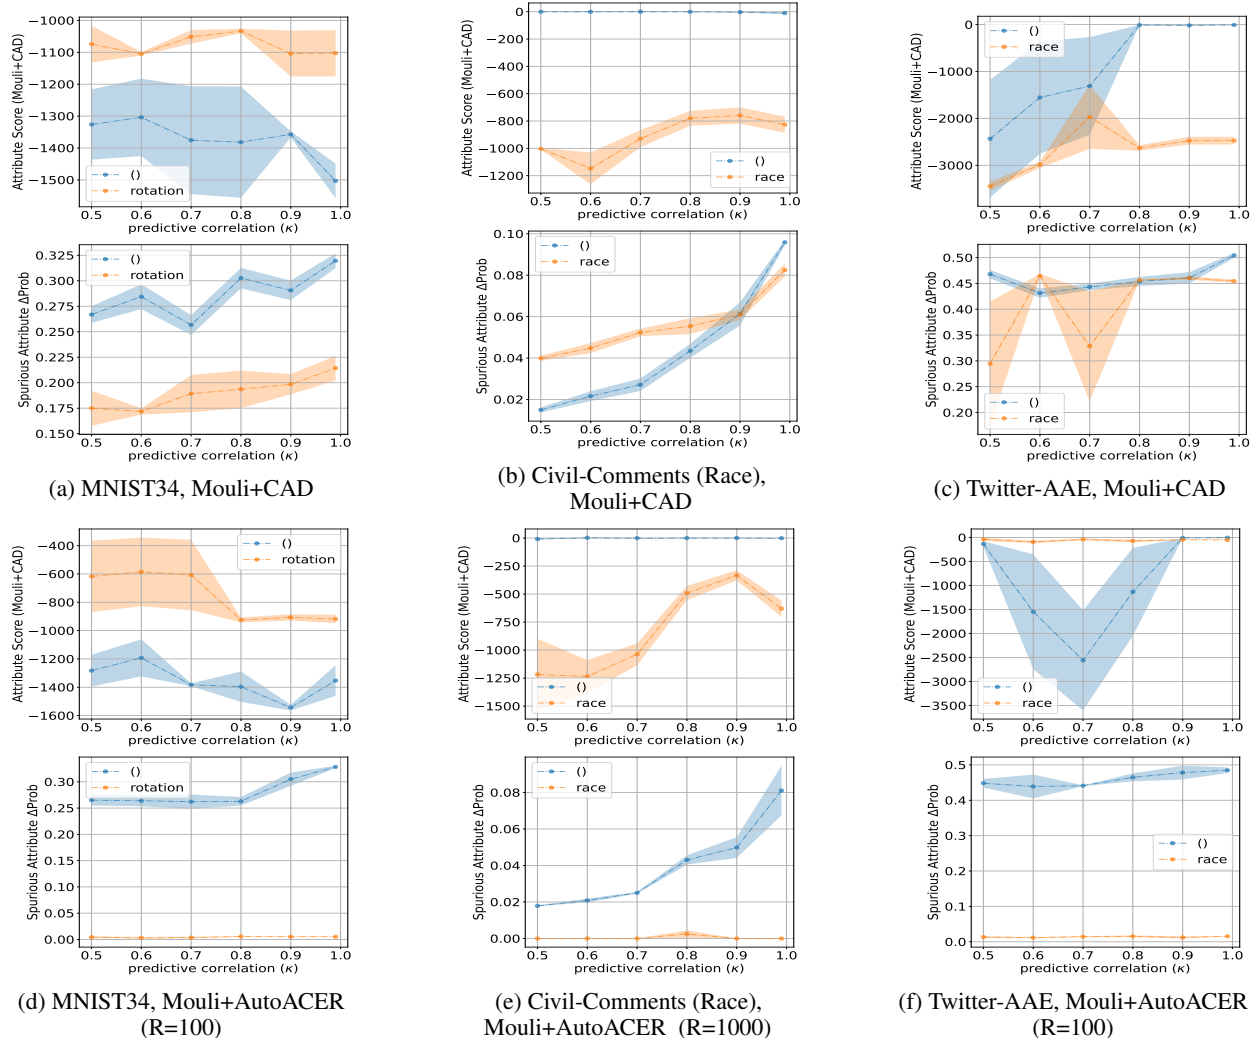 Attribute Score (Mouli+CAD)
−1000
−1100
−1200
−1300
−1400
−1500
()
rotation
0.5 0.6 0.7 0.8 0.9 1.0
predictive correlation (κ)
Spurious Attribute ΔProb
0.325
0.300
0.275
0.250
0.225
0.200
0.175
0.150
()
rotation
0.5 0.6 0.7 0.8 0.9 1.0
predictive correlation (κ)
(a) MNIST34, Mouli+CAD
Attribute Score (Mouli+CAD)
0
−200
−400
−600
−800
−1000
−1200
()
race
0.5 0.6 0.7 0.8 0.9 1.0
predictive correlation (κ)
Spurious Attribute ΔProb
0.10
0.08
0.06
0.04
0.02
()
race
0.5 0.6 0.7 0.8 0.9 1.0
predictive correlation (κ)
(b) Civil-Comments (Race),
Mouli+CAD
Attribute Score (Mouli+CAD)
0
−1000
−2000
−3000
()
race
0.5 0.6 0.7 0.8 0.9 1.0
predictive correlation (κ)
Spurious Attribute ΔProb
0.50
0.45
0.40
0.35
0.30
0.25
0.20
()
race
0.5 0.6 0.7 0.8 0.9 1.0
predictive correlation (κ)
(c) Twitter-AAE, Mouli+CAD
Attribute Score (Mouli+CAD)
−400
−600
−800
−1000
−1200
−1400
−1600
()
rotation
0.5 0.6 0.7 0.8 0.9 1.0
predictive correlation (κ)
Spurious Attribute ΔProb
0.30
0.25
0.20
0.15
0.10
0.05
0.00
()
rotation
0.5 0.6 0.7 0.8 0.9 1.0
predictive correlation (κ)
(d) MNIST34, Mouli+AutoACER
(R=100)
Attribute Score (Mouli+CAD)
0
−250
−500
−750
−1000
−1250
−1500
()
race
0.5 0.6 0.7 0.8 0.9 1.0
predictive correlation (κ)
Spurious Attribute ΔProb
0.08
0.06
0.04
0.02
0.00
()
race
0.5 0.6 0.7 0.8 0.9 1.0
predictive correlation (κ)
(e) Civil-Comments (Race),
Mouli+AutoACER (R=1000)
Attribute Score (Mouli+CAD)
0
−500
−1000
−1500
−2000
−2500
−3000
−3500
()
race
0.5 0.6 0.7 0.8 0.9 1.0
predictive correlation (κ)
Spurious Attribute ΔProb
0.5
0.4
0.3
0.2
0.1
0.0
()
race
0.5 0.6 0.7 0.8 0.9 1.0
predictive correlation (κ)
(f) Twitter-AAE, Mouli+AutoACER
(R=100)